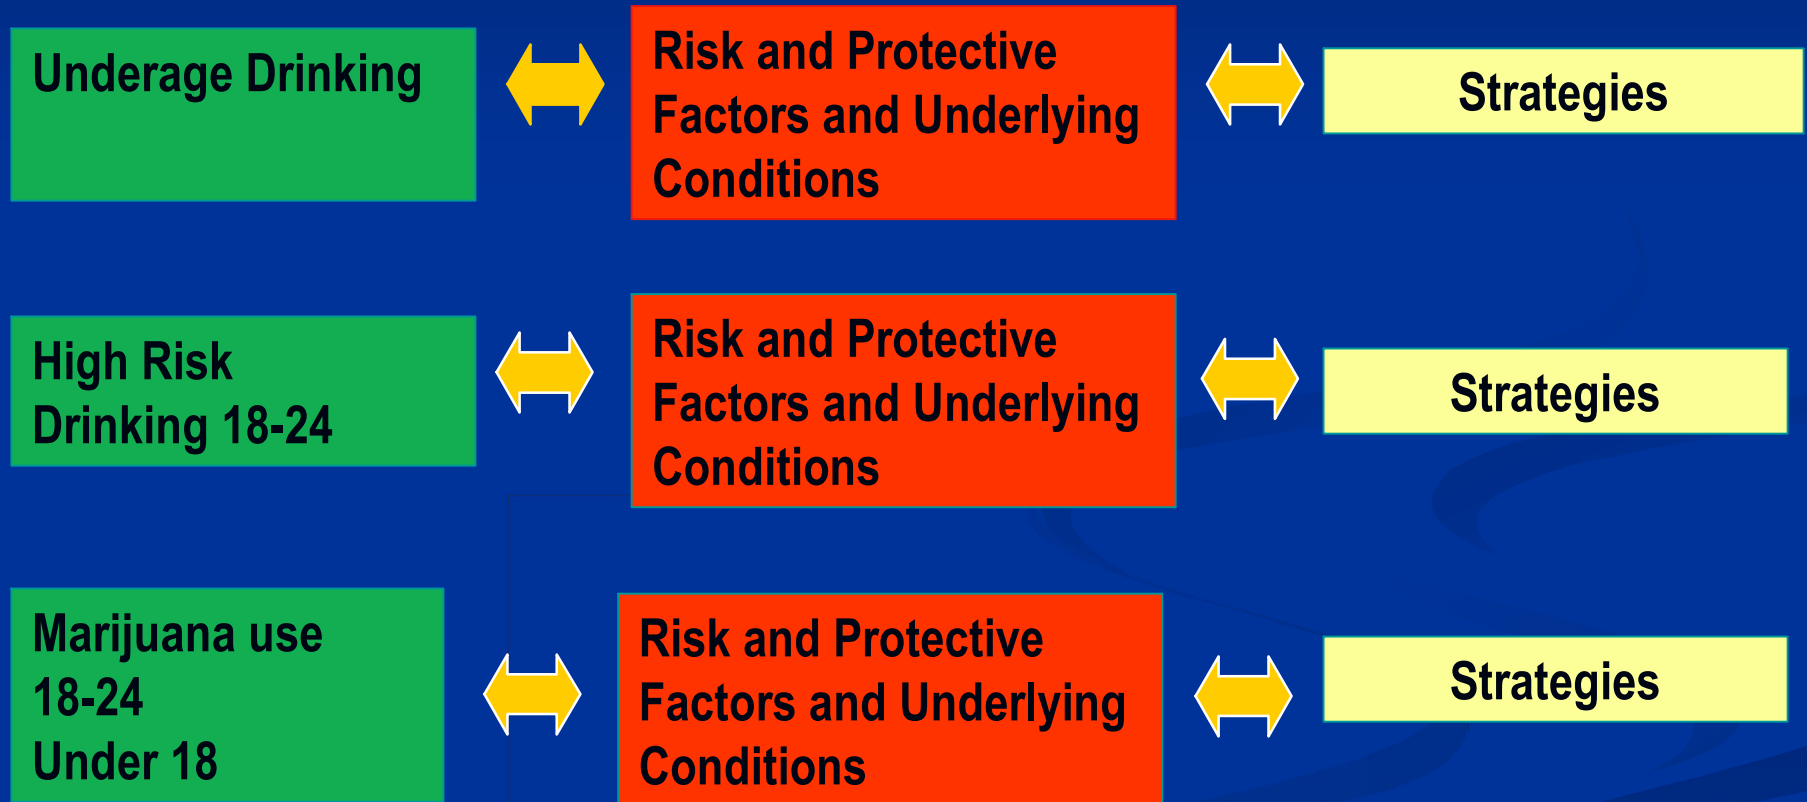 Underage Drinking
Risk and Protective
Factors and Underlying
Conditions
Strategies
High Risk
Drinking 18-24
Risk and Protective
Factors and Underlying
Conditions
Strategies
Marijuana use
18-24
Under 18
Risk and Protective
Factors and Underlying
Conditions
Strategies